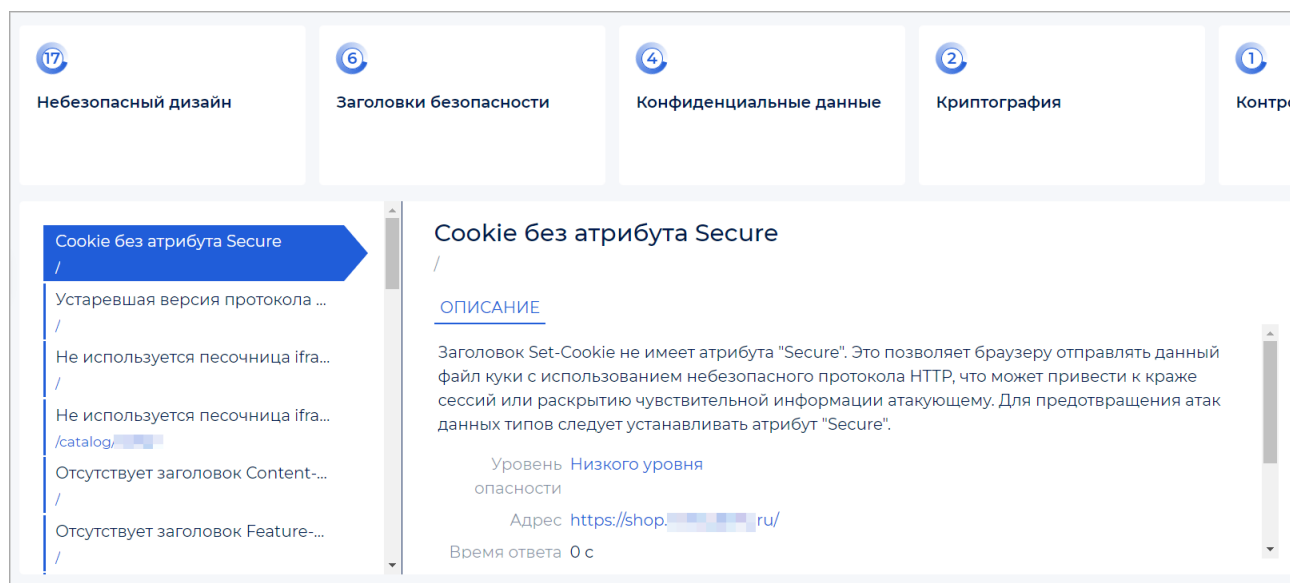 17
Небезопасный дизайн
6
Заголовки безопасности
4
Конфиденциальные данные
2
Криптография
1
Контро
Cookie без атрибута Secure
/
Устаревшая версия протокола ...
/
Не используется песочница ifra...
/
Не используется песочница ifra...
/catalog/
Отсутствует заголовок Content-...
/
Отсутствует заголовок Feature-...
/
Cookie без атрибута Secure
/
ОПИСАНИЕ
Заголовок Set-Cookie не имеет атрибута "Secure". Это позволяет браузеру отправлять данный
файл куки с использованием небезопасного протокола HTTP, что может привести к краже
сессий или раскрытию чувствительной информации атакующему. Для предотвращения атак
данных типов следует устанавливать атрибут "Secure".
Уровень опасности Низкого уровня
Адрес https://shop. ru/
Время ответа 0 с